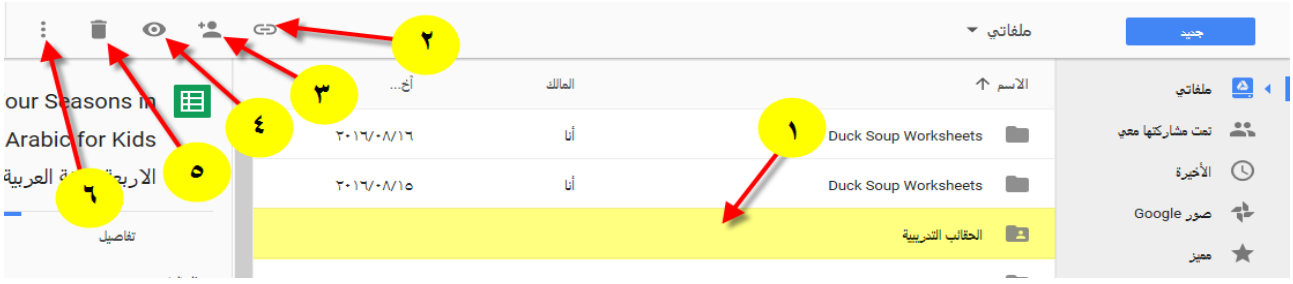 جديد
ملفاتي
ملفاتي
تمت مشاركتها معي
الأخيرة
صور Google
مميز
الاسم
المالك
أخ...
Duck Soup Worksheets
أنا
٢٠١٦/٠٨/١٦
Duck Soup Worksheets
أنا
٢٠١٦/٠٨/١٥
الحقائب التدريبية
١
٢
٣
٤
٥
٦
our Seasons in
Arabic for Kids
العربية
تفاصيل